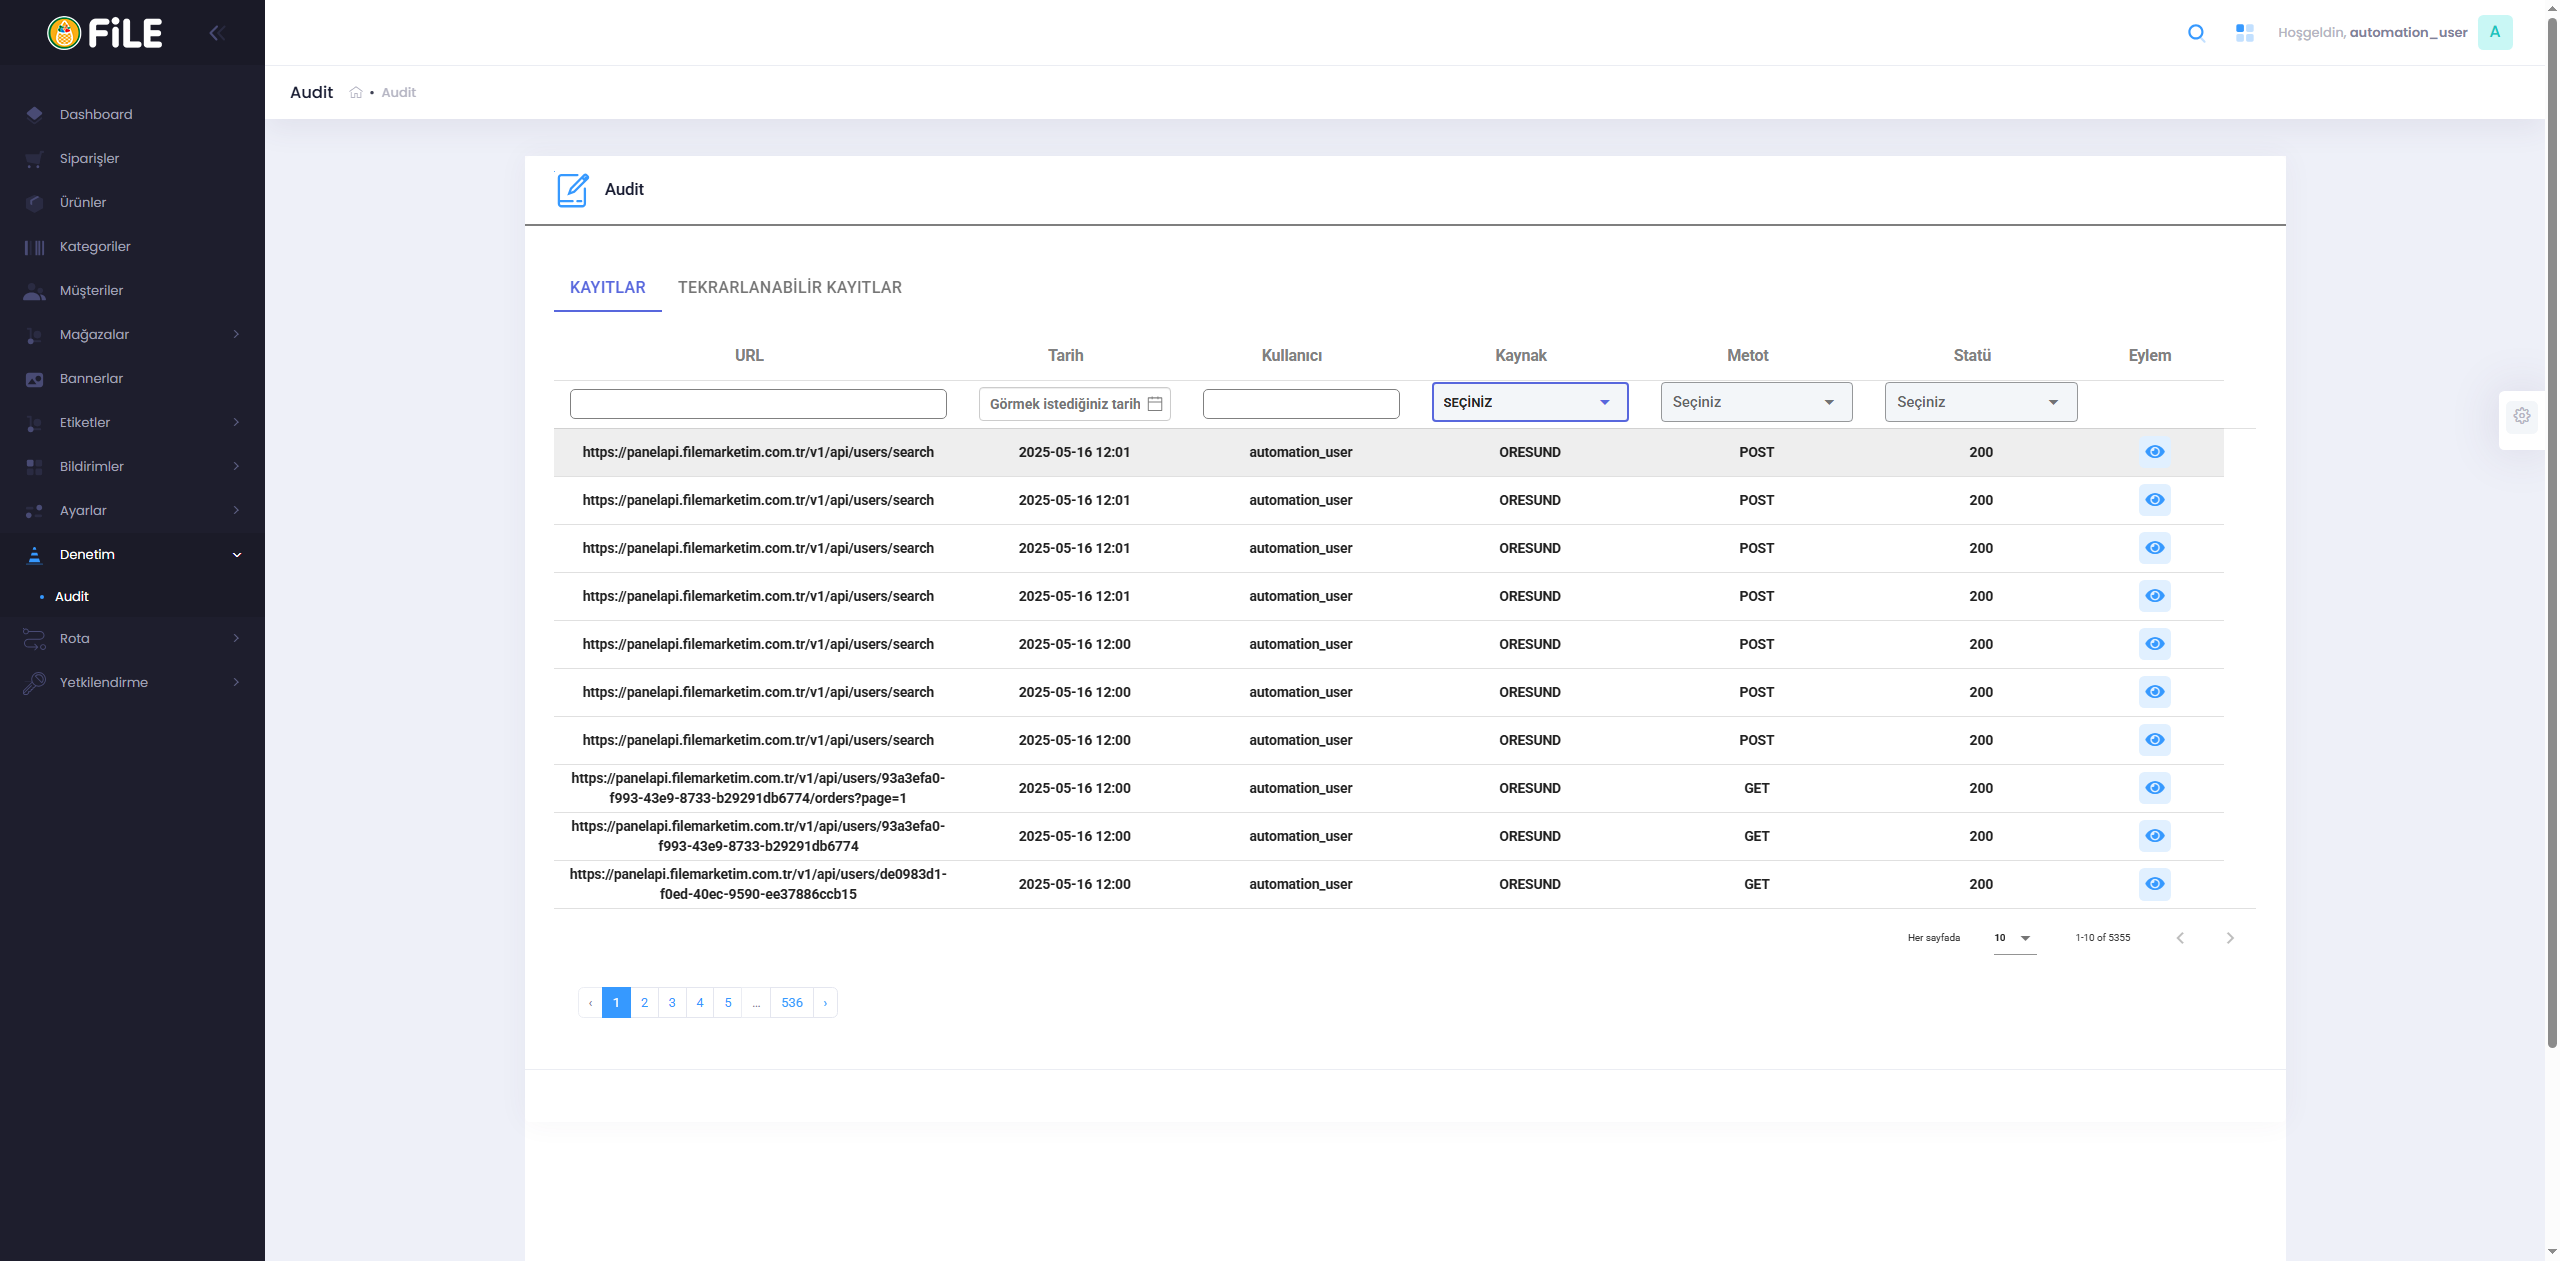 FiLE
Hoşgeldin, automation_user
A
Audit • Audit
Dashboard
Siparişler
Ürünler
Kategoriler
Müşteriler
Mağazalar
Bannerlar
Etiketler
Bildirimler
Ayarlar
Denetim
• Audit
Rota
Yetkilendirme
Audit
KAYITLAR TEKRARLANABİLİR KAYITLAR
URL Tarih Kullanıcı Kaynak Metot Statü Eylem
Görmek istediğiniz tarih SEÇİNİZ Seçiniz Seçiniz
https://panelapi.filemarketim.com.tr/v1/api/users/search 2025-05-16 12:01 automation_user ORESUND POST 200
https://panelapi.filemarketim.com.tr/v1/api/users/search 2025-05-16 12:01 automation_user ORESUND POST 200
https://panelapi.filemarketim.com.tr/v1/api/users/search 2025-05-16 12:01 automation_user ORESUND POST 200
https://panelapi.filemarketim.com.tr/v1/api/users/search 2025-05-16 12:01 automation_user ORESUND POST 200
https://panelapi.filemarketim.com.tr/v1/api/users/search 2025-05-16 12:00 automation_user ORESUND POST 200
https://panelapi.filemarketim.com.tr/v1/api/users/search 2025-05-16 12:00 automation_user ORESUND POST 200
https://panelapi.filemarketim.com.tr/v1/api/users/search 2025-05-16 12:00 automation_user ORESUND POST 200
https://panelapi.filemarketim.com.tr/v1/api/users/93a3efa0-
f993-43e9-8733-b29291db6774/orders?page=1 2025-05-16 12:00 automation_user ORESUND GET 200
https://panelapi.filemarketim.com.tr/v1/api/users/93a3efa0-
f993-43e9-8733-b29291db6774 2025-05-16 12:00 automation_user ORESUND GET 200
https://panelapi.filemarketim.com.tr/v1/api/users/de0983d1-
f0ed-40ec-9590-ee37886ccb15 2025-05-16 12:00 automation_user ORESUND GET 200
Her sayfada 10 1-10 of 5355
‹ 1 2 3 4 5 ... 536 ›